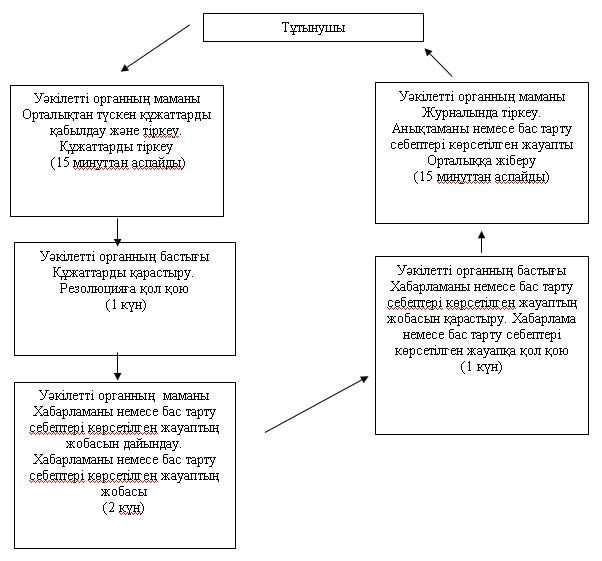 Тұтынушы
Уәкілетті органның маманы
Орталықтан түскен құжаттарды
қабылдау және тіркеу.
Құжаттарды тіркеу
(15 минуттан аспайды)
Уәкілетті органның бастығы
Құжаттарды қарастыру.
Резолюцияға қол қою
(1 күн)
Уәкілетті органның маманы
Хабарламаны немесе бас тарту
себептері көрсетілген жауаптың
жобасын дайындау.
Хабарламаны немесе бас тарту
себептері көрсетілген жауаптың
жобасы
(2 күн)
Уәкілетті органның бастығы
Хабарламаны немесе бас тарту
себептері көрсетілген жауаптың
жобасын қарастыру. Хабарлама
немесе бас тарту себептері
көрсетілген жауапқа қол қою
(1 күн)
Уәкілетті органның маманы
Журналында тіркеу.
Анықтаманы немесе бас тарту
себептері көрсетілген жауапты
Орталыққа жіберу
(15 минуттан аспайды)